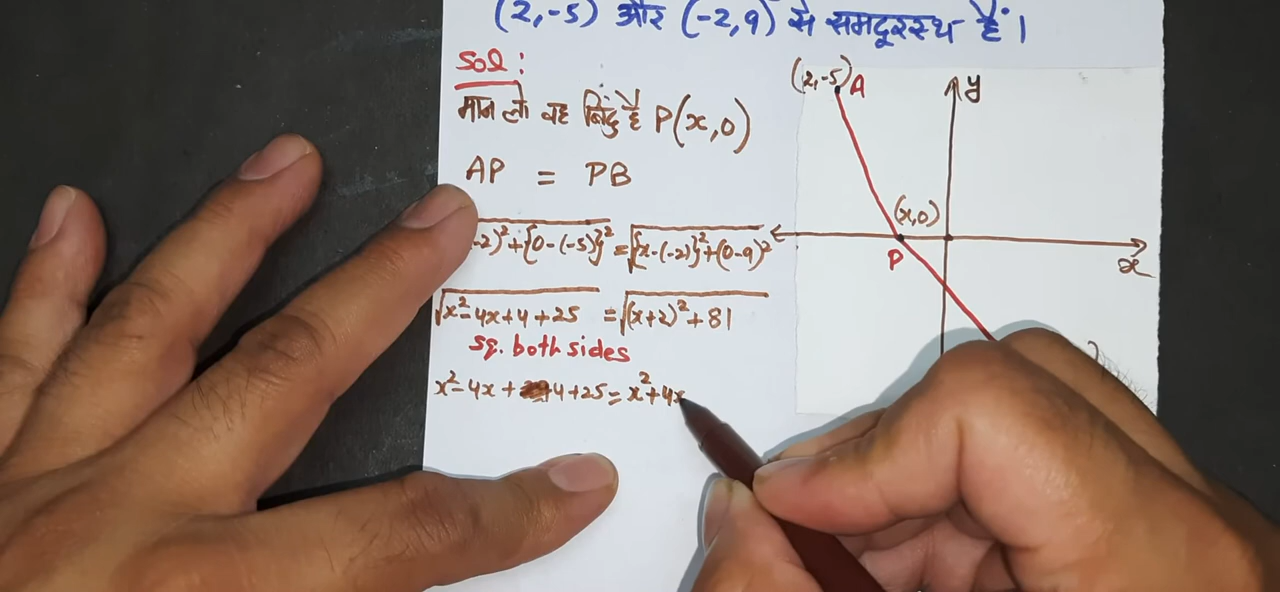 (2,-5) और (-2,9) से समदूरस्थ हैं।
Sol:
मान लो वह बिंदु है P(x,0)
AP = PB
-2)²+{0-(-5)}² = √{x-(-2)}²+(0-9)²
√x²-4x+4+25 = √(x+2)²+81
sq. both sides
x²-4x+4+25 = x²+4x
(2,-5) A
y
(x,0)
P
x